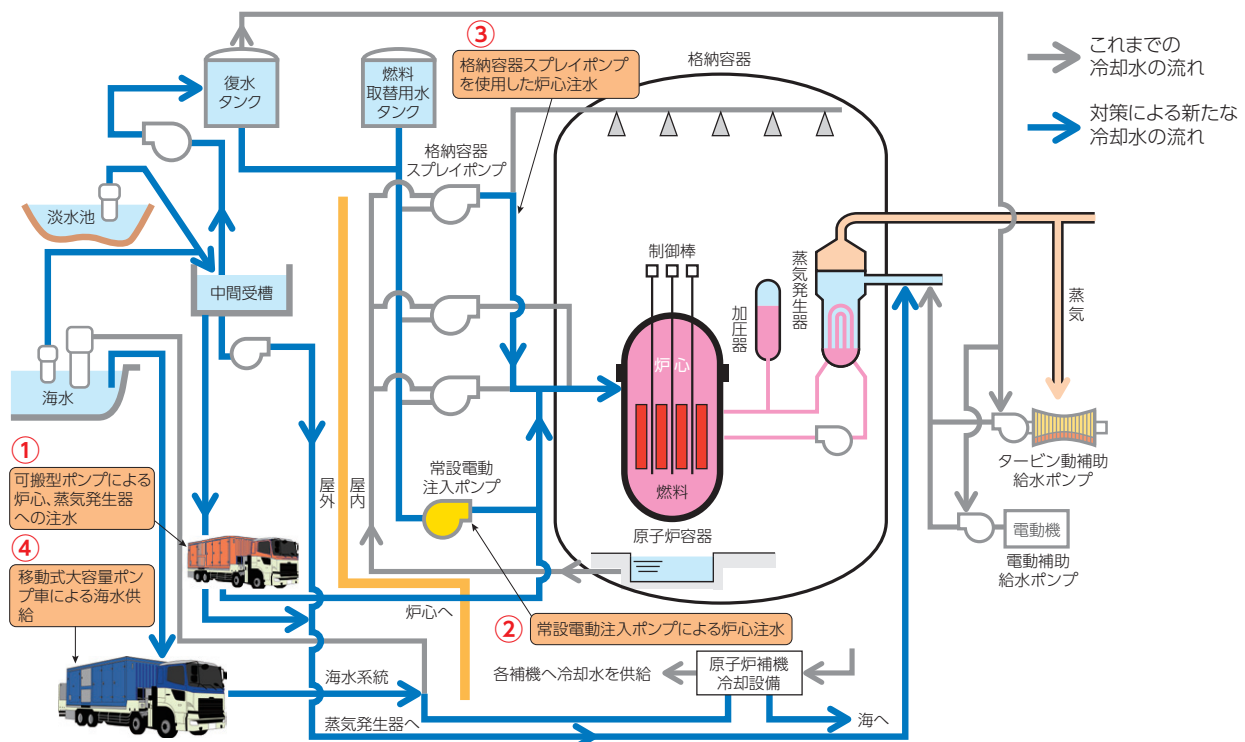 ③
格納容器スプレイポンプ
を使用した炉心注水
格納容器
これまでの
冷却水の流れ
対策による新たな
冷却水の流れ
復水
タンク
燃料
取替用水
タンク
格納容器
スプレイポンプ
淡水池
中間受槽
海水
制御棒
加圧器
蒸気発生器
蒸気
炉心
燃料
原子炉容器
タービン動補助
給水ポンプ
電動機
電動補助
給水ポンプ
①
可搬型ポンプによる
炉心、蒸気発生器
への注水
屋外
屋内
常設電動
注入ポンプ
④
移動式大容量ポン
プ車による海水供
給
炉心へ
②
常設電動注入ポンプによる炉心注水
海水系統
蒸気発生器へ
各補機へ冷却水を供給
原子炉補機
冷却設備
海へ